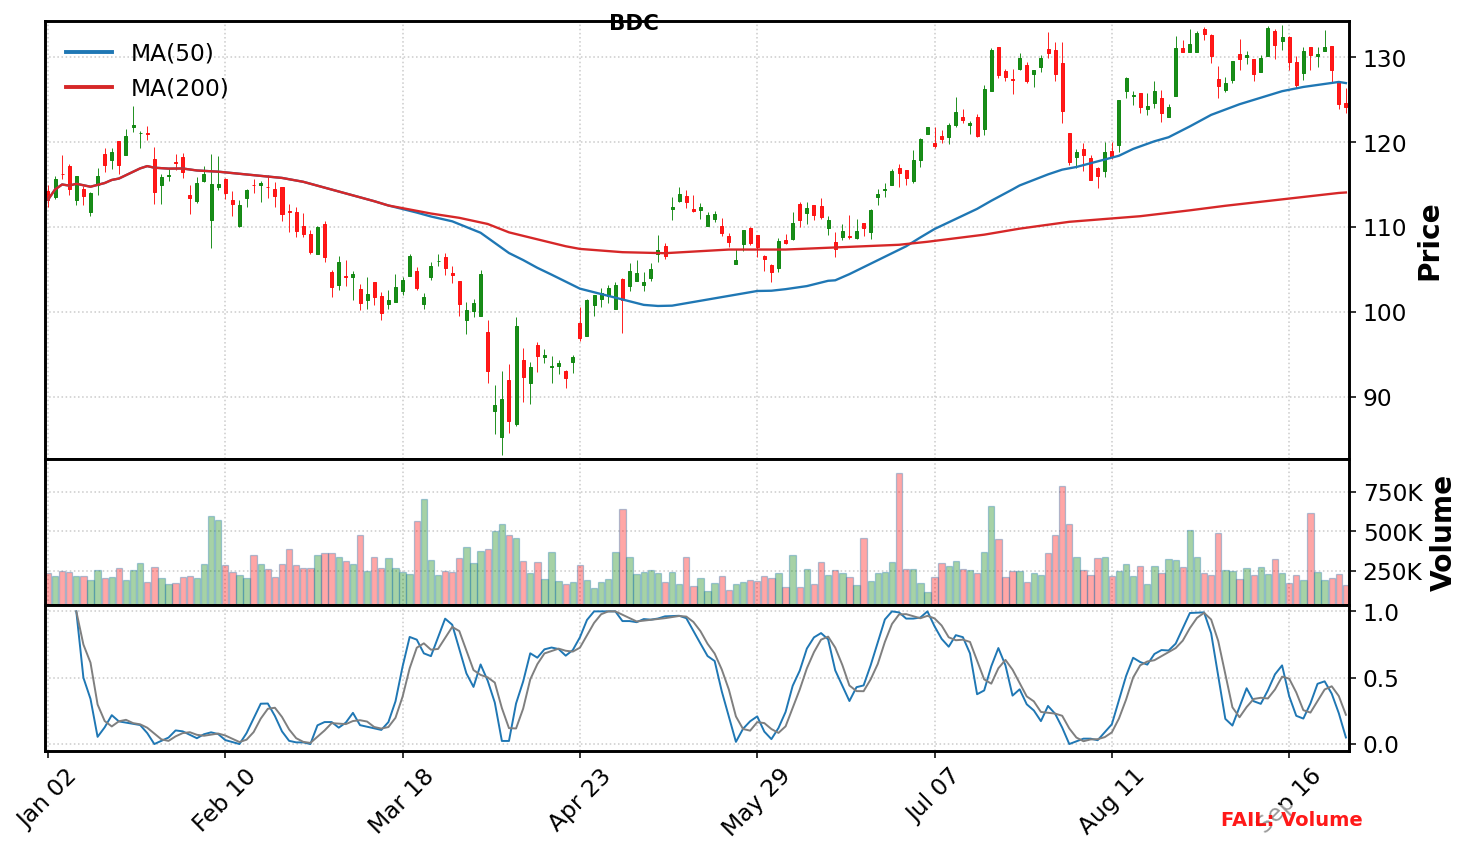 BDC
MA(50)
MA(200)
130
120
110
100
90
Price
750K
500K
250K
Volume
1.0
0.5
0.0
Jan 02
Feb 10
Mar 18
Apr 23
May 29
Jul 07
Aug 11
Sep 16
FAIL: Volume